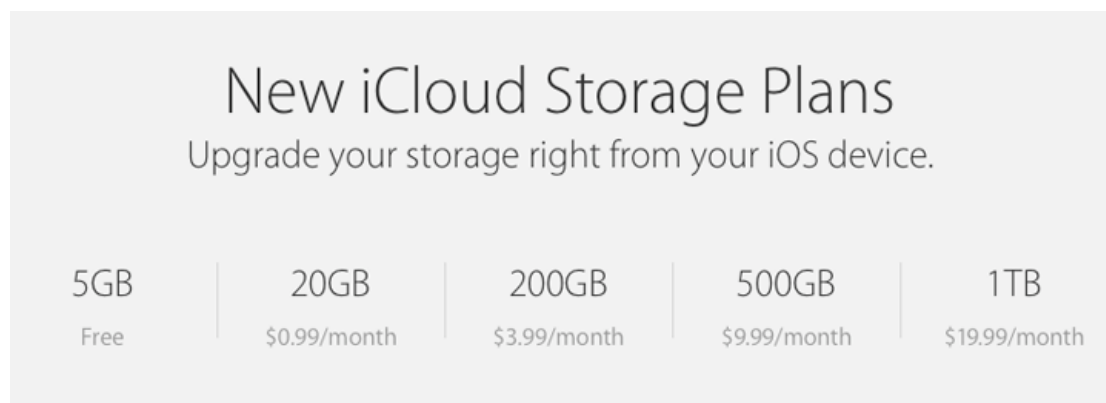 New iCloud Storage Plans
Upgrade your storage right from your iOS device.
5GB 20GB 200GB 500GB 1TB
Free $0.99/month $3.99/month $9.99/month $19.99/month